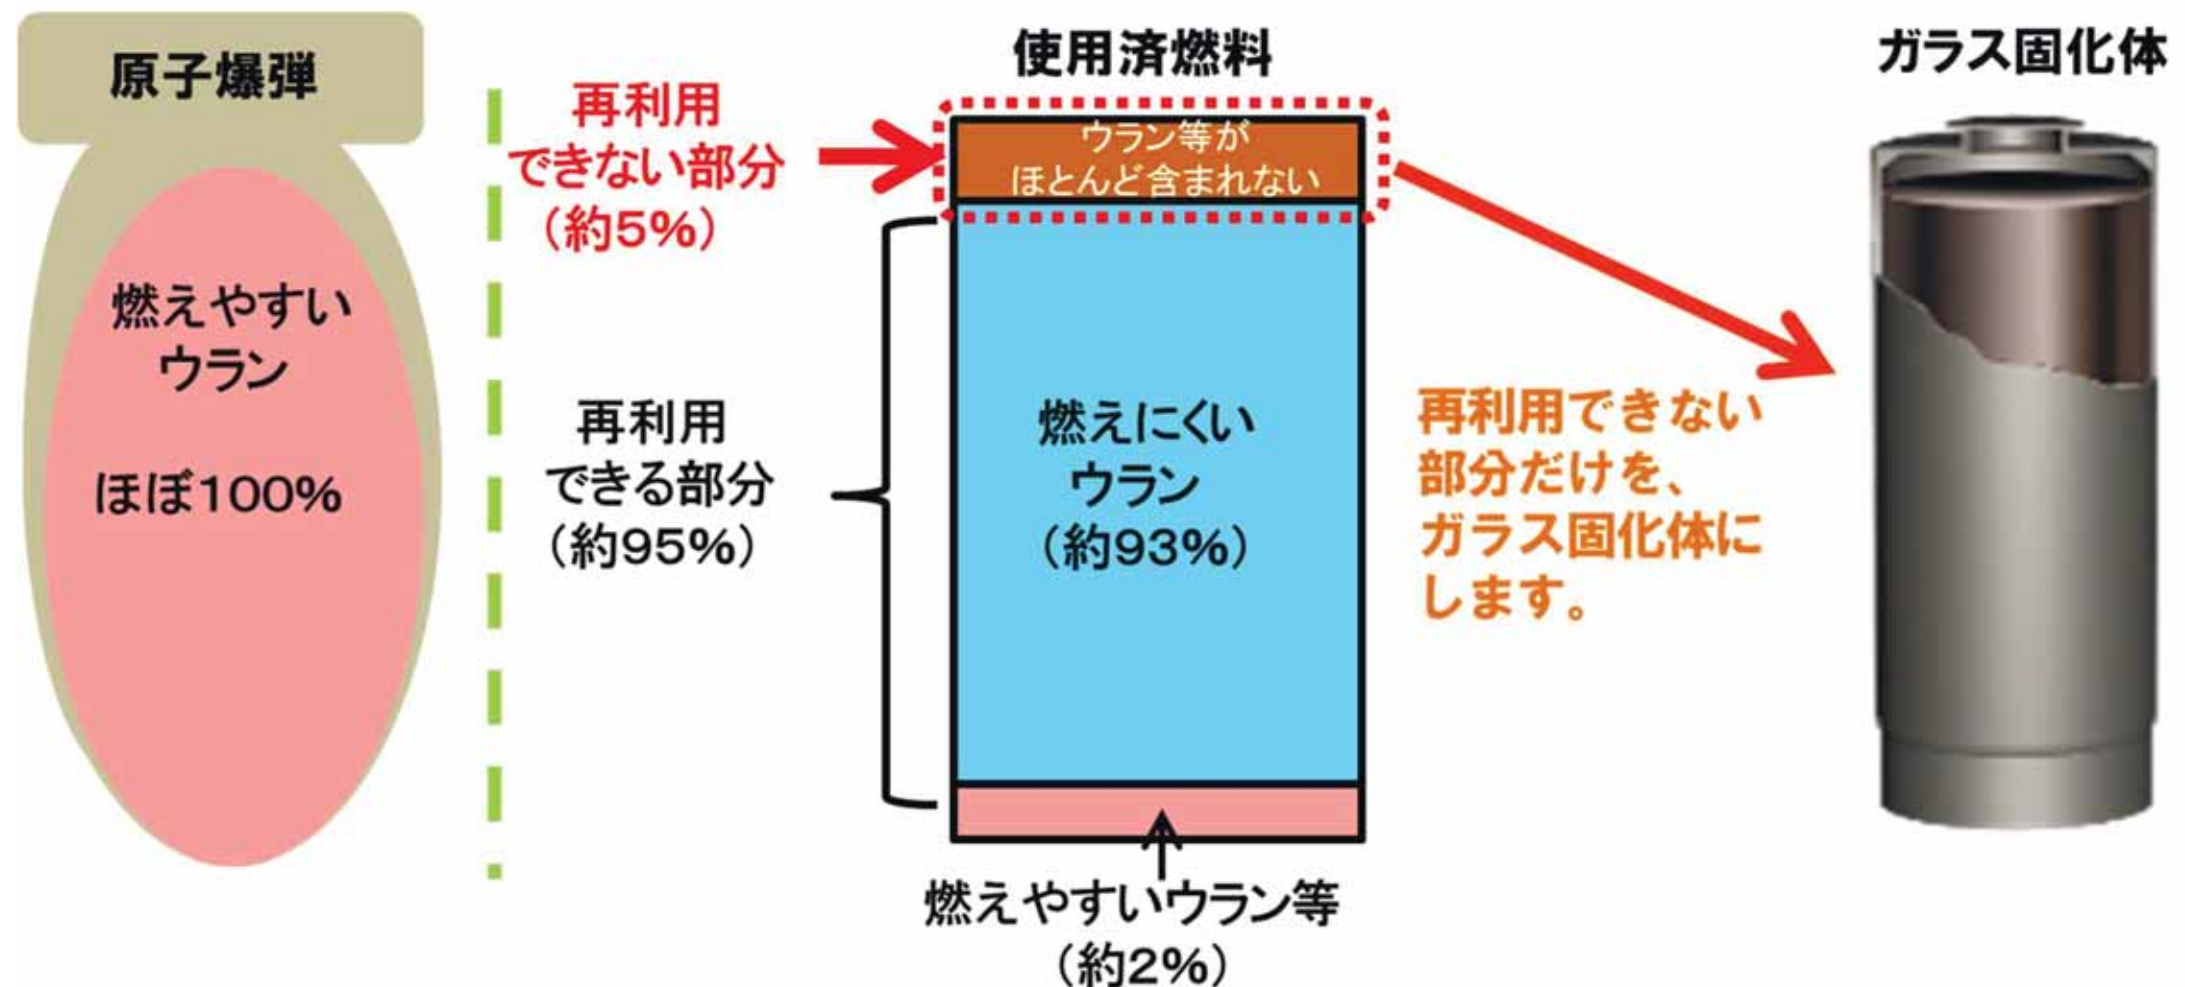 原子爆弾
燃えやすい
ウラン
ほぼ100%
再利用
できない部分
（約5%）
再利用
できる部分
（約95%）
使用済燃料
ウラン等が
ほとんど含まれない
燃えにくい
ウラン
（約93%）
燃えやすいウラン等
（約2%）
再利用できない
部分だけを、
ガラス固化体に
します。
ガラス固化体